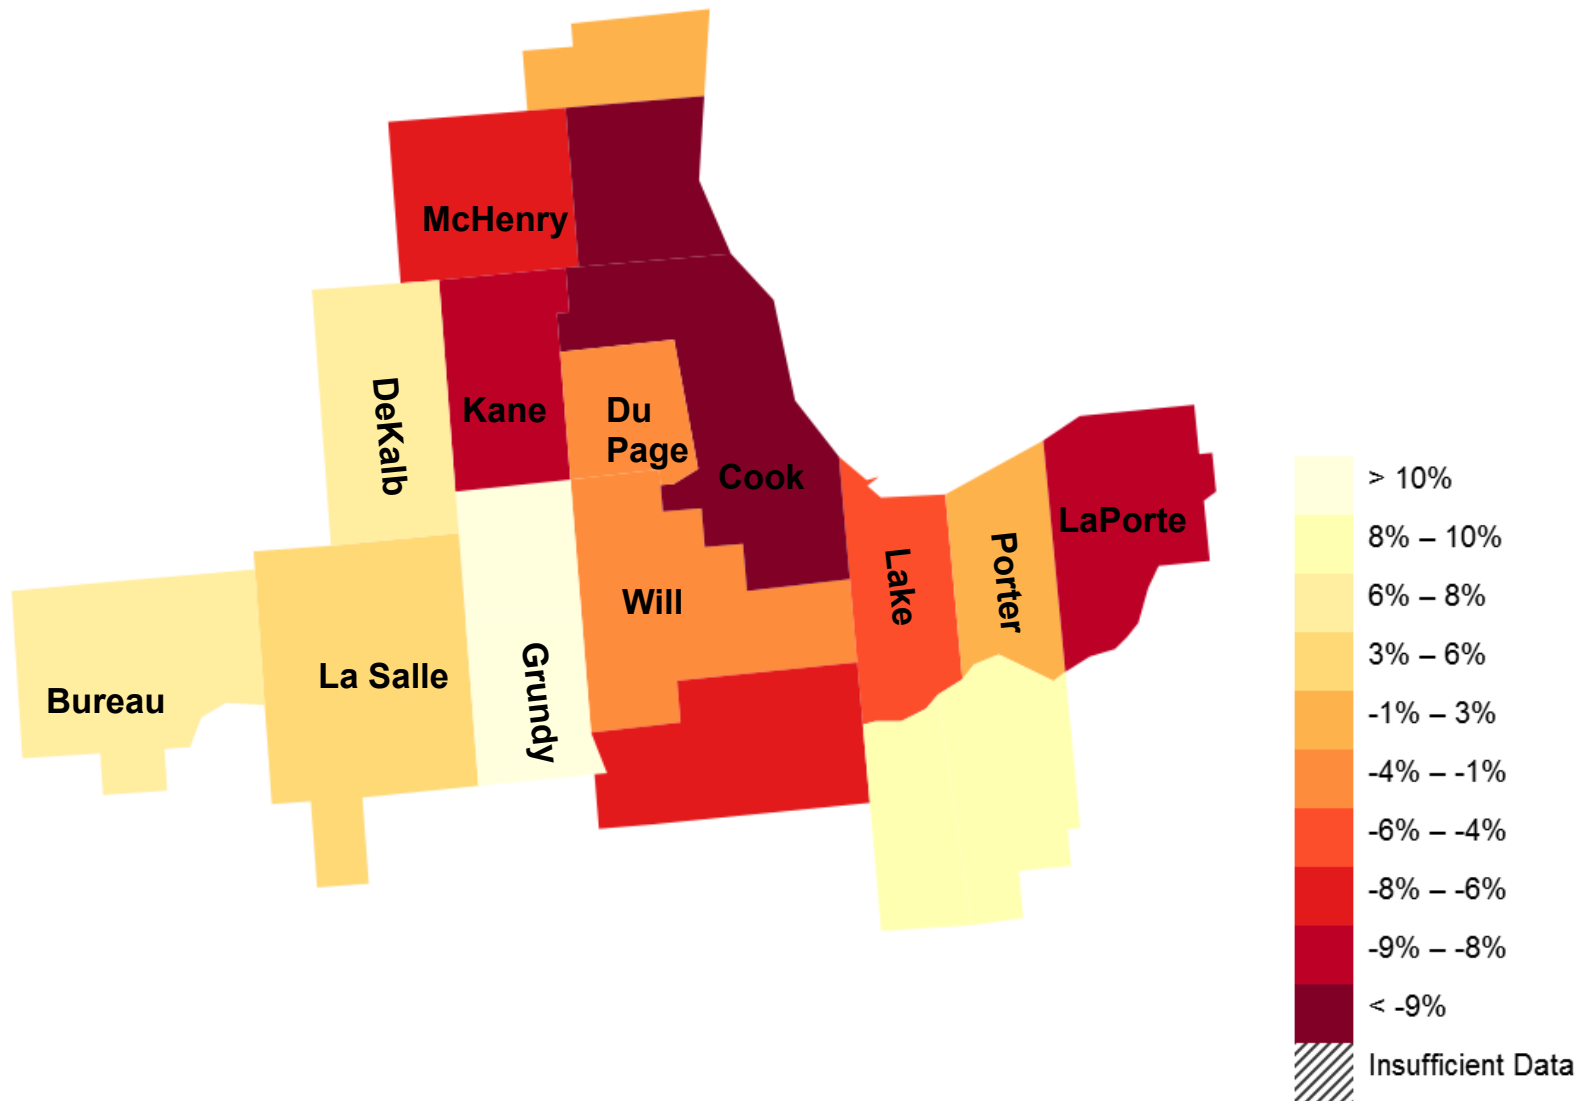 McHenry
DeKalb
Kane
Du
Page
Cook
LaPorte
Lake
Porter
Will
Grundy
La Salle
Bureau
> 10%
8% – 10%
6% – 8%
3% – 6%
-1% – 3%
-4% – -1%
-6% – -4%
-8% – -6%
-9% – -8%
< -9%
Insufficient Data